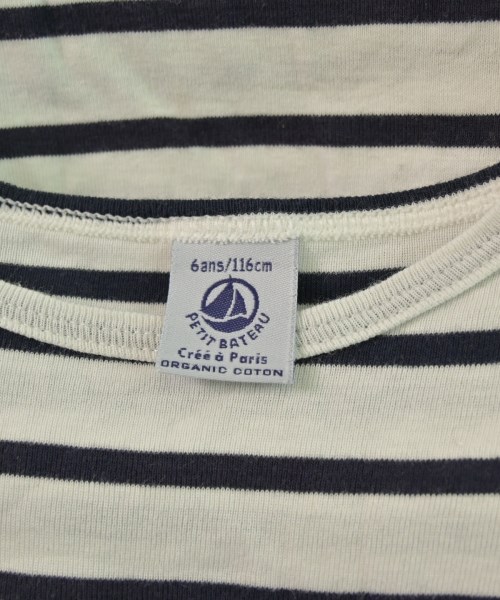 6ans/116cm
PETIT BATEAU
Créé à Paris
ORGANIC COTON